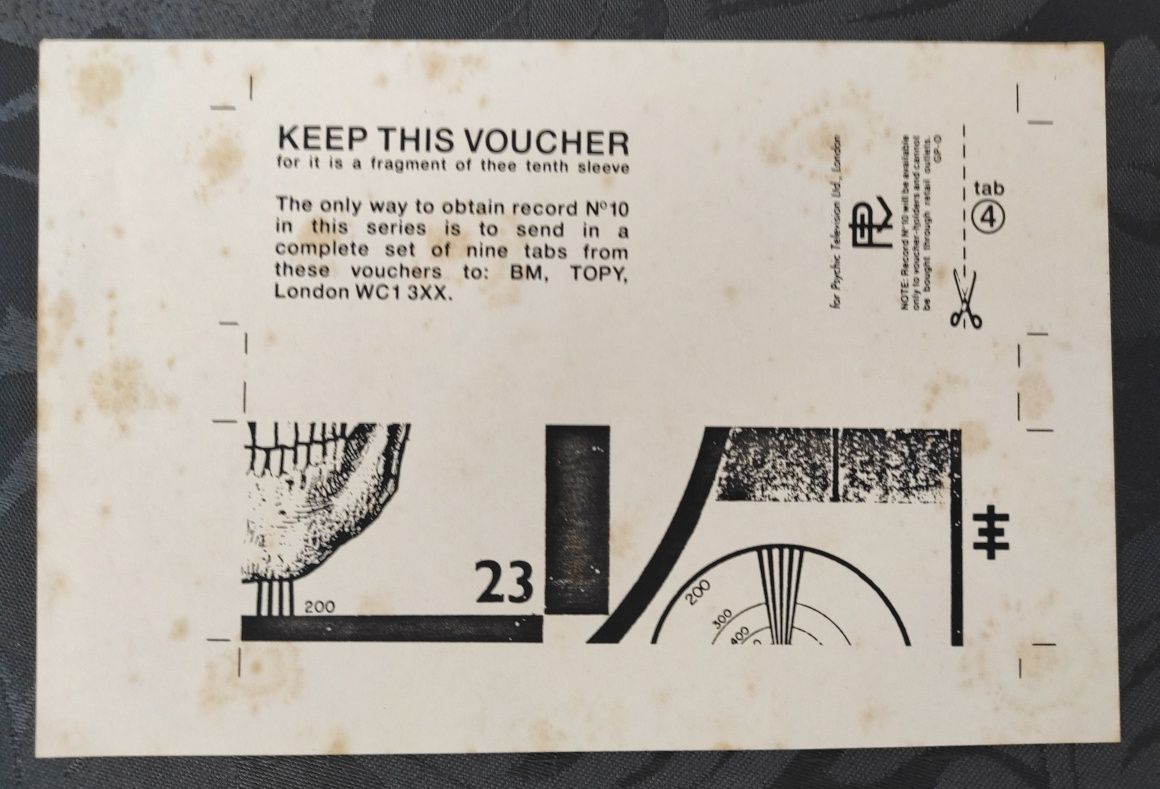 KEEP THIS VOUCHER
for it is a fragment of thee tenth sleeve
The only way to obtain record Nº10
in this series is to send in a
complete set of nine tabs from
these vouchers to: BM, TOPY,
London WC1 3XX.
for Psychic Television Ltd., London
NOTE: Record Nº10 will be available
only to voucher-holders and cannot
be bought through retail outlets.
GP-O
tab
4
23
200
200
300
400